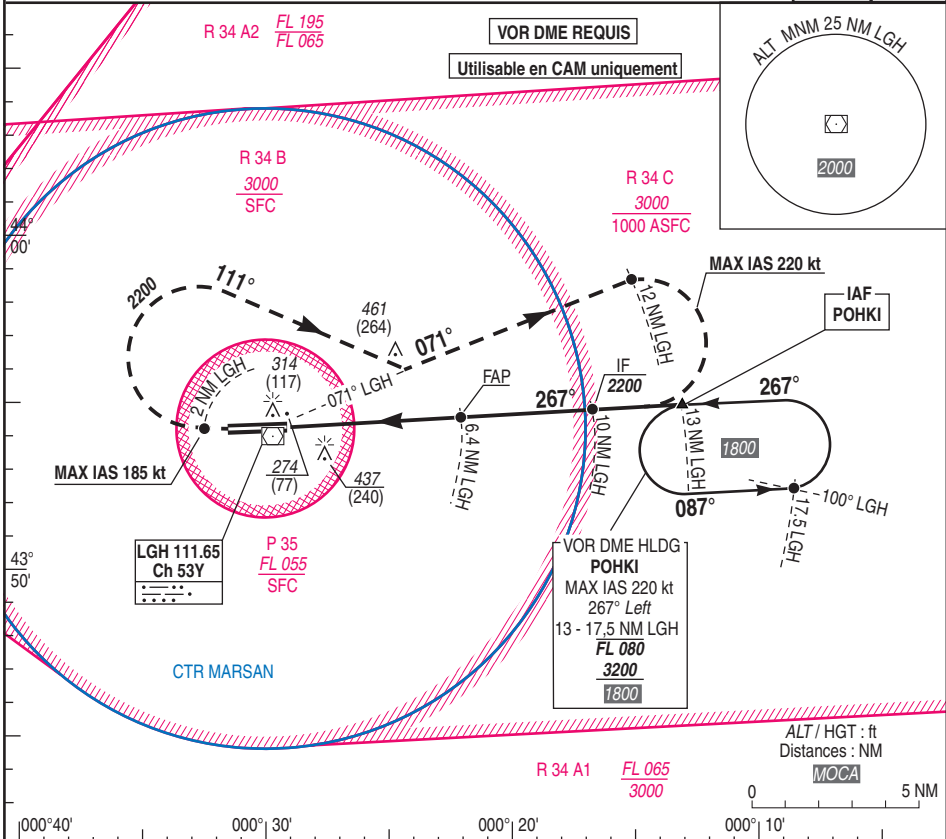 R 34 A2
FL 195
FL 065
VOR DME REQUIS
Utilisable en CAM uniquement
ALT MNM 25 NM LGH
2000
R 34 B
3000
SFC
R 34 C
3000
1000 ASFC
44°
00'
2200
111°
461
(264)
071°
12 NM LGH
MAX IAS 220 kt
IAF
POHKI
2 NM LGH
314
(117)
071° LGH
FAP
267°
IF
2200
267°
6.4 NM LGH
10 NM LGH
13 NM LGH
1800
MAX IAS 185 kt
274
(77)
437
(240)
087°
100° LGH
17.5 LGH
LGH 111.65
Ch 53Y
P 35
FL 055
SFC
43°
50'
VOR DME HLDG
POHKI
MAX IAS 220 kt
267° Left
13 - 17,5 NM LGH
FL 080
3200
1800
CTR MARSAN
R 34 A1
FL 065
3000
ALT / HGT : ft
Distances : NM
MOCA
0
5 NM
000°40'
000°30'
000°20'
000°10'